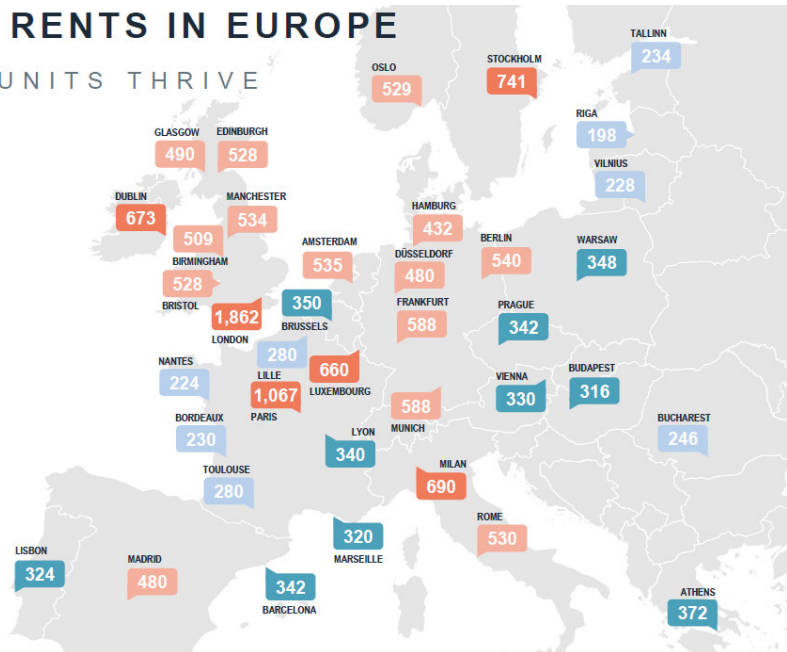 RENTS IN EUROPE
UNITS THRIVE
TALLINN
234
OSLO
529
STOCKHOLM
741
RIGA
198
VILNIUS
228
GLASGOW
490
EDINBURGH
528
DUBLIN
673
MANCHESTER
534
509
BIRMINGHAM
528
BRISTOL
1,862
LONDON
AMSTERDAM
535
HAMBURG
432
DÜSSELDORF
480
BERLIN
540
WARSAW
348
350
BRUSSELS
FRANKFURT
588
PRAGUE
342
280
LILLE
1,067
PARIS
660
LUXEMBOURG
NANTES
224
588
MUNICH
VIENNA
330
BUDAPEST
316
BORDEAUX
230
LYON
340
BUCHAREST
246
TOULOUSE
280
MILAN
690
ROME
530
320
MARSEILLE
LISBON
324
MADRID
480
342
BARCELONA
ATHENS
372